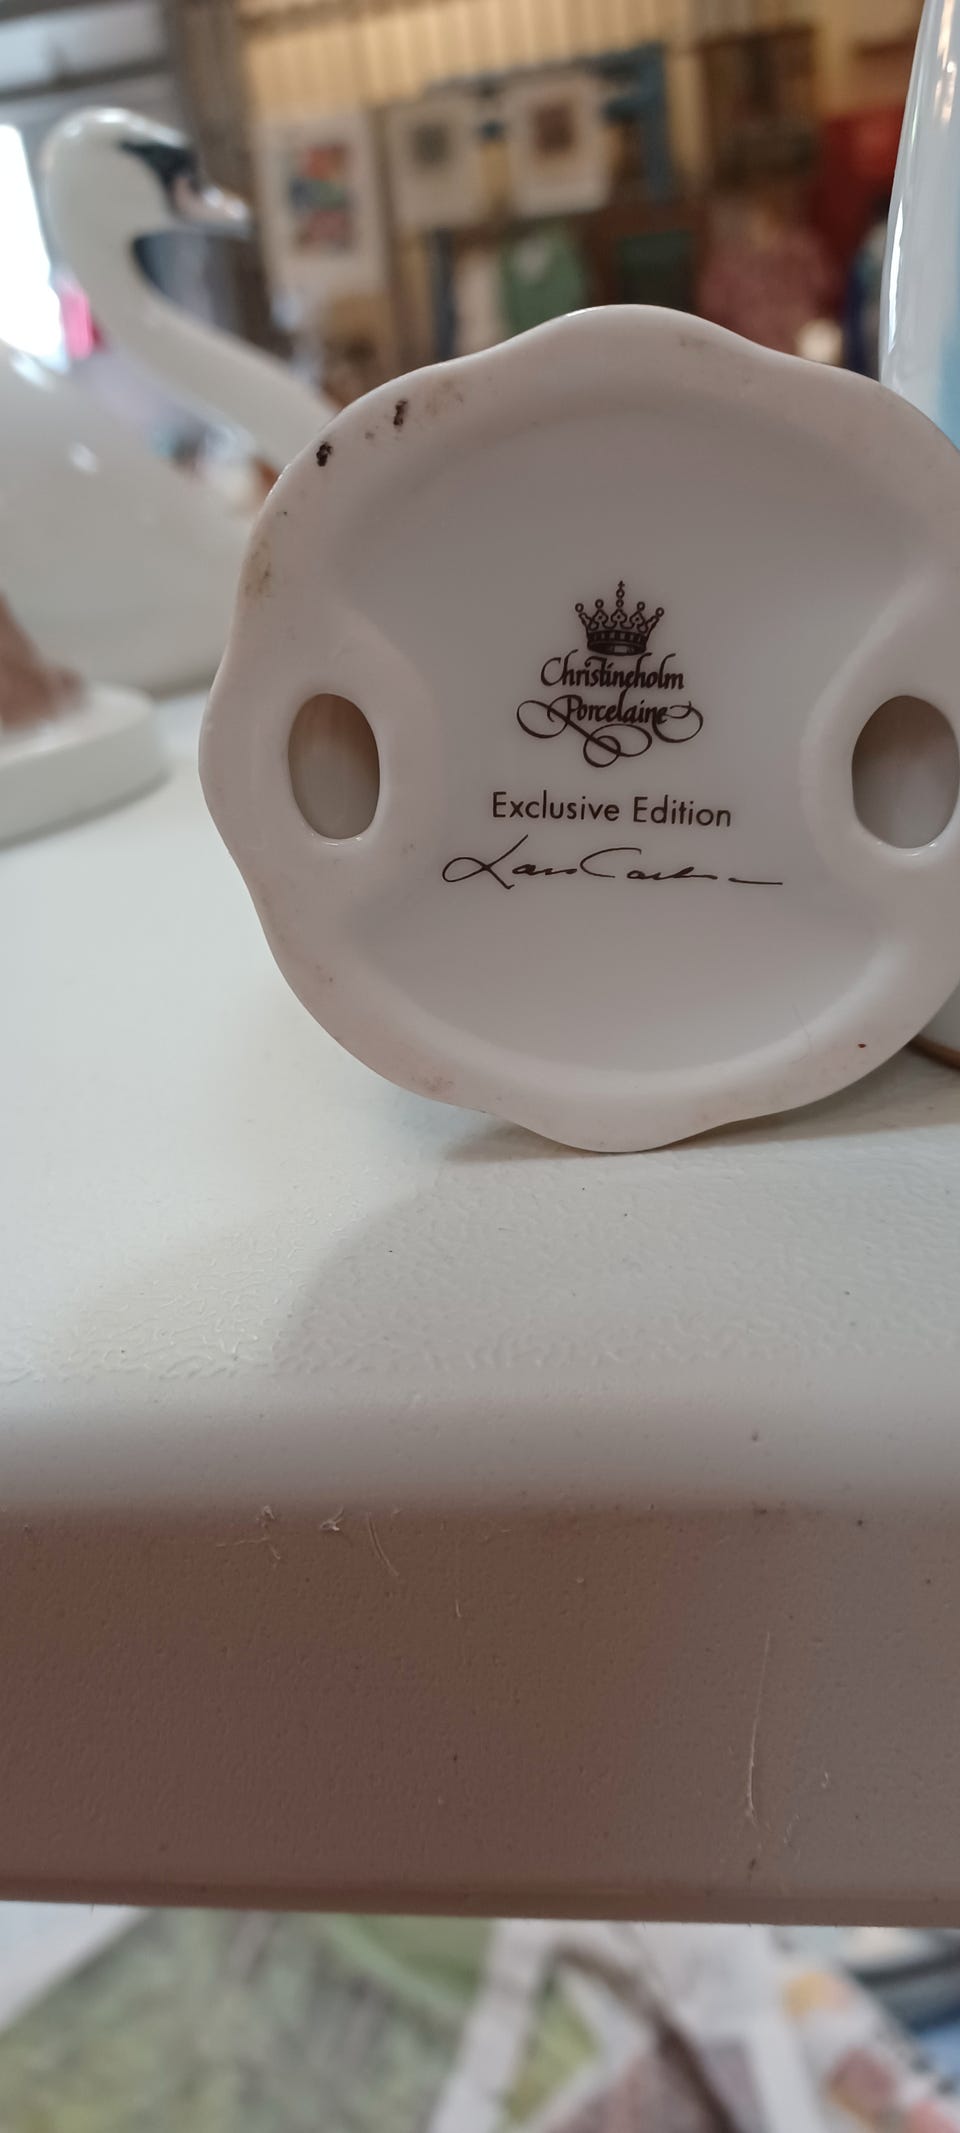 Christineholm
Porcelaine
Exclusive Edition